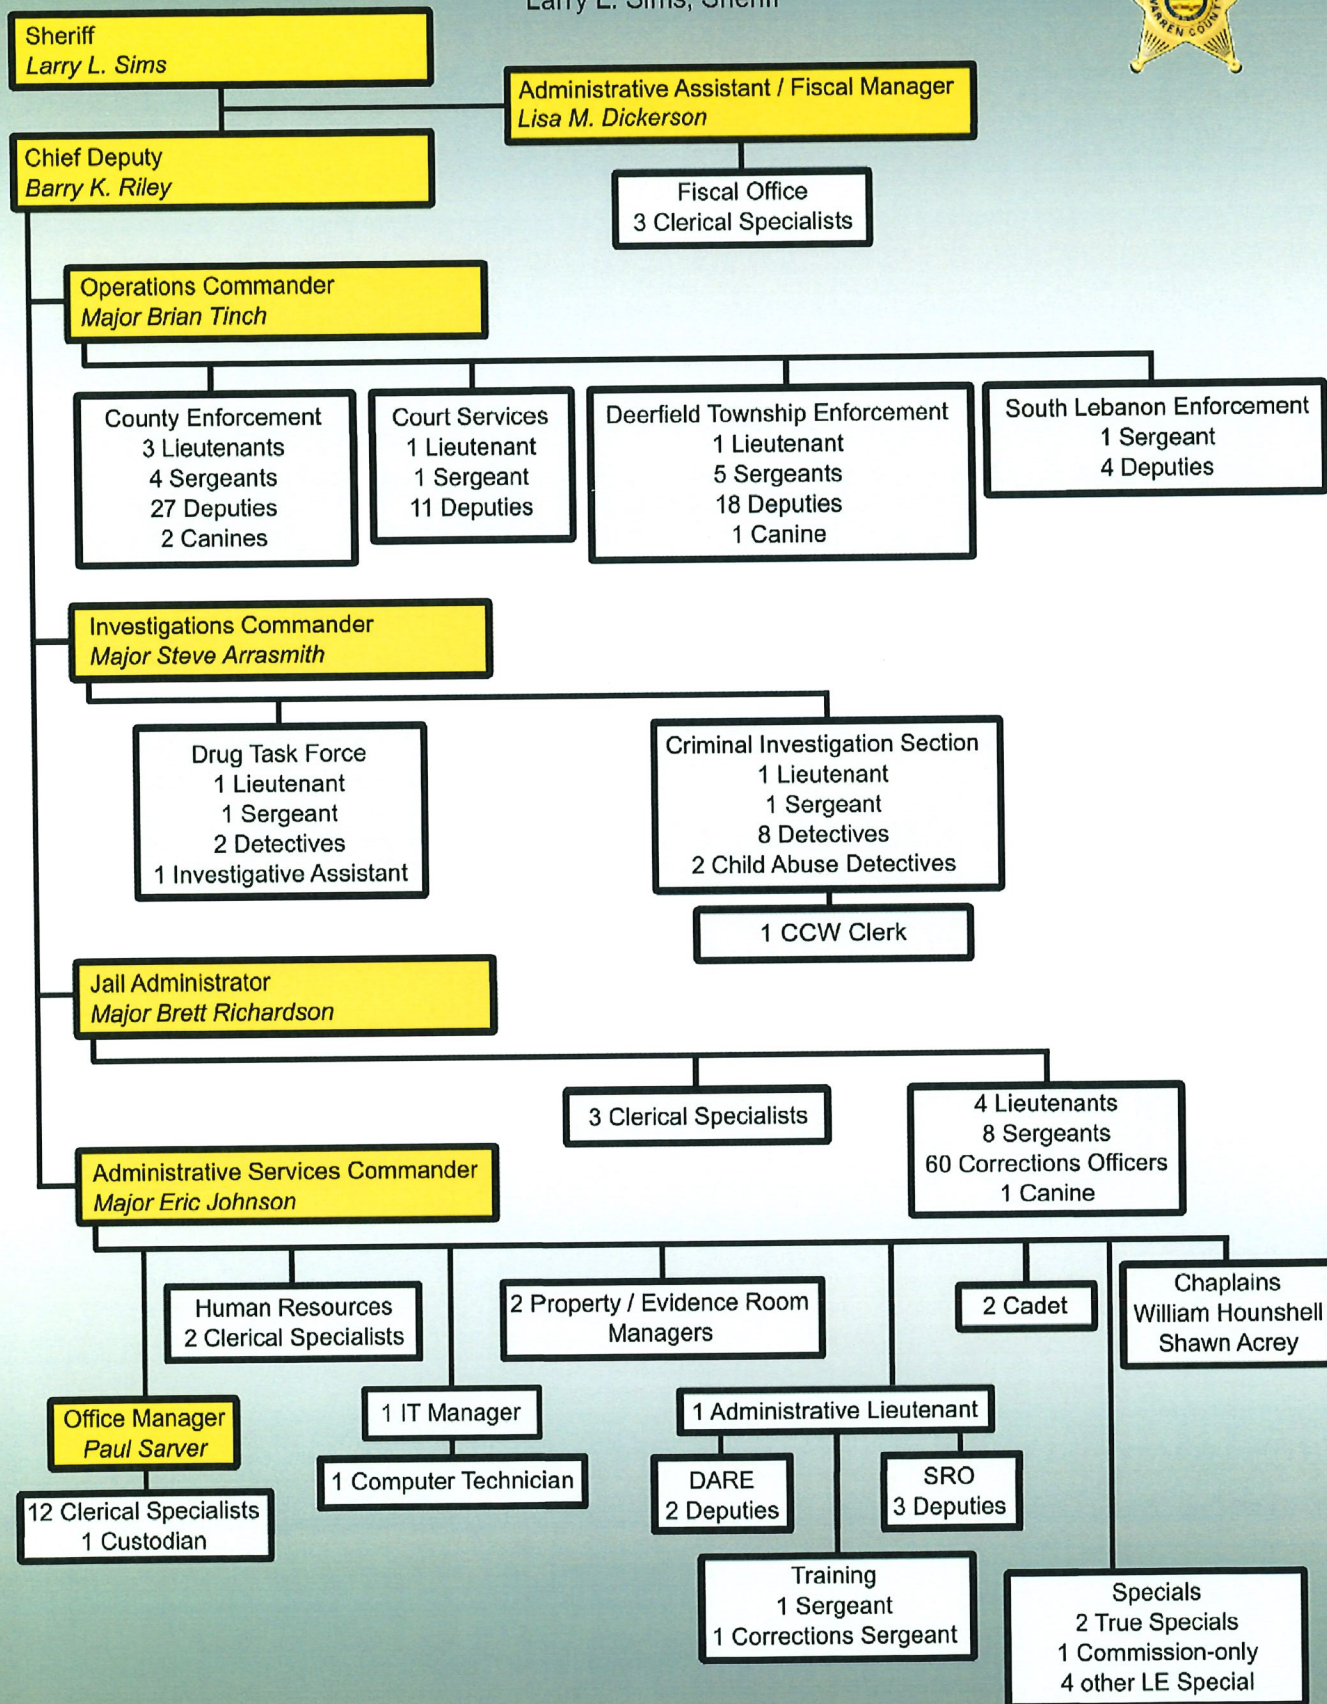 Larry L. Sims, Sheriff
WARREN COUNTY
Sheriff
Larry L. Sims
Administrative Assistant / Fiscal Manager
Lisa M. Dickerson
Chief Deputy
Barry K. Riley
Fiscal Office
3 Clerical Specialists
Operations Commander
Major Brian Tinch
County Enforcement
3 Lieutenants
4 Sergeants
27 Deputies
2 Canines
Court Services
1 Lieutenant
1 Sergeant
11 Deputies
Deerfield Township Enforcement
1 Lieutenant
5 Sergeants
18 Deputies
1 Canine
South Lebanon Enforcement
1 Sergeant
4 Deputies
Investigations Commander
Major Steve Arrasmith
Drug Task Force
1 Lieutenant
1 Sergeant
2 Detectives
1 Investigative Assistant
Criminal Investigation Section
1 Lieutenant
1 Sergeant
8 Detectives
2 Child Abuse Detectives
1 CCW Clerk
Jail Administrator
Major Brett Richardson
3 Clerical Specialists
4 Lieutenants
8 Sergeants
60 Corrections Officers
1 Canine
Administrative Services Commander
Major Eric Johnson
Human Resources
2 Clerical Specialists
2 Property / Evidence Room
Managers
2 Cadet
Chaplains
William Hounshell
Shawn Acrey
Office Manager
Paul Sarver
12 Clerical Specialists
1 Custodian
1 IT Manager
1 Computer Technician
1 Administrative Lieutenant
DARE
2 Deputies
SRO
3 Deputies
Training
1 Sergeant
1 Corrections Sergeant
Specials
2 True Specials
1 Commission-only
4 other LE Special